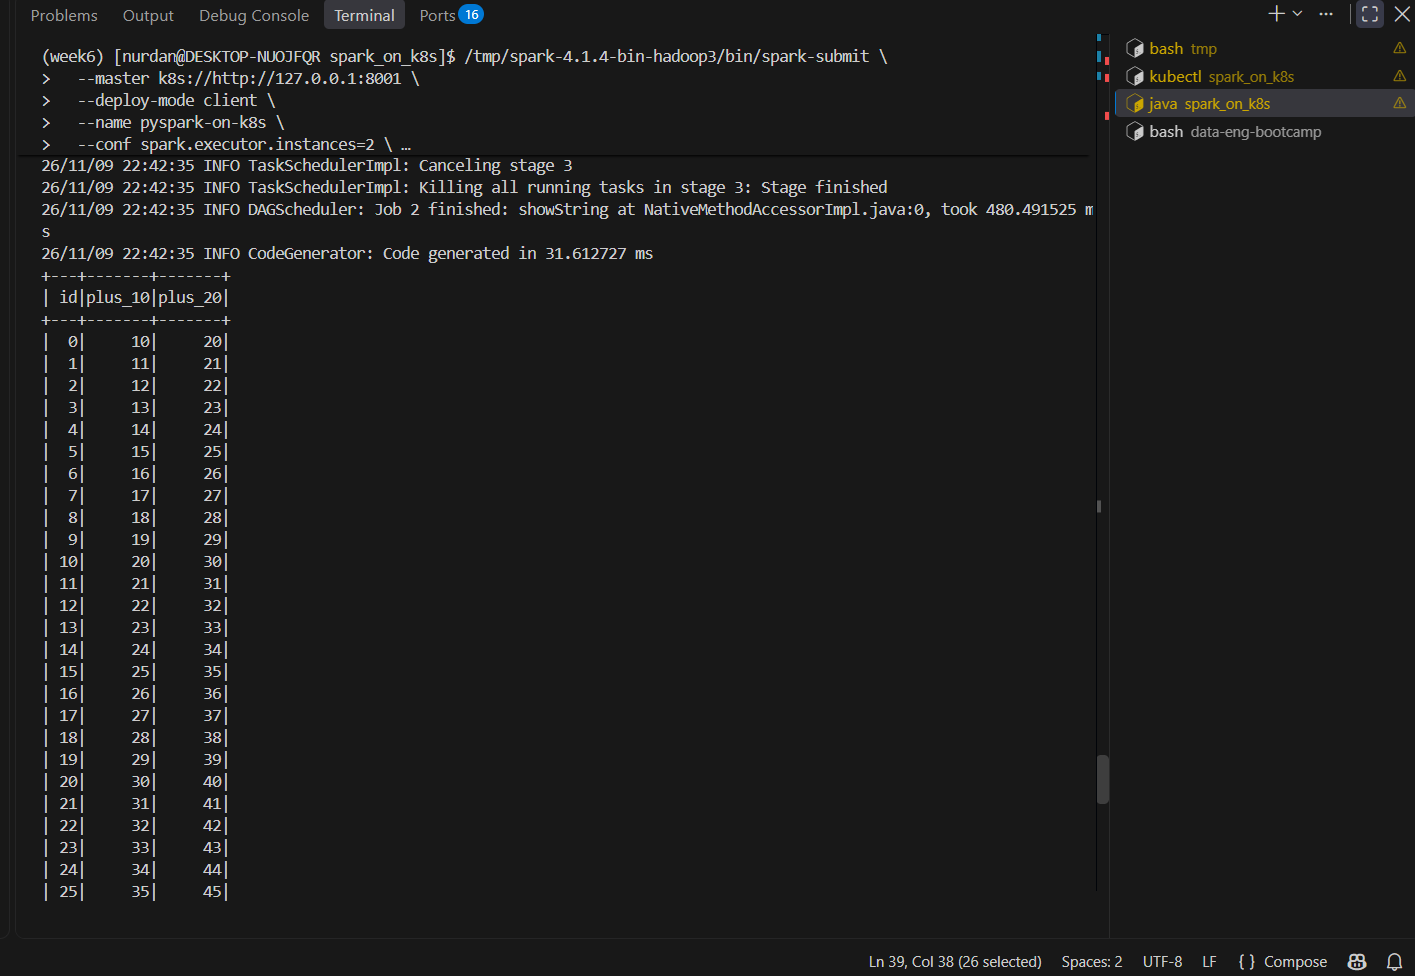 Problems Output Debug Console Terminal Ports 16
(week6) [nurdan@DESKTOP-NUOJFQR spark_on_k8s]$ /tmp/spark-4.1.4-bin-hadoop3/bin/spark-submit \
>   --master k8s://http://127.0.0.1:8001 \
>   --deploy-mode client \
>   --name pyspark-on-k8s \
>   --conf spark.executor.instances=2 \ …
26/11/09 22:42:35 INFO TaskSchedulerImpl: Canceling stage 3
26/11/09 22:42:35 INFO TaskSchedulerImpl: Killing all running tasks in stage 3: Stage finished
26/11/09 22:42:35 INFO DAGScheduler: Job 2 finished: showString at NativeMethodAccessorImpl.java:0, took 480.491525 m
s
26/11/09 22:42:35 INFO CodeGenerator: Code generated in 31.612727 ms
+---+-------+-------+
| id|plus_10|plus_20|
+---+-------+-------+
|  0|     10|     20|
|  1|     11|     21|
|  2|     12|     22|
|  3|     13|     23|
|  4|     14|     24|
|  5|     15|     25|
|  6|     16|     26|
|  7|     17|     27|
|  8|     18|     28|
|  9|     19|     29|
| 10|     20|     30|
| 11|     21|     31|
| 12|     22|     32|
| 13|     23|     33|
| 14|     24|     34|
| 15|     25|     35|
| 16|     26|     36|
| 17|     27|     37|
| 18|     28|     38|
| 19|     29|     39|
| 20|     30|     40|
| 21|     31|     41|
| 22|     32|     42|
| 23|     33|     43|
| 24|     34|     44|
| 25|     35|     45|
bash tmp
kubectl spark_on_k8s
java spark_on_k8s
bash data-eng-bootcamp
Ln 39, Col 38 (26 selected) Spaces: 2 UTF-8 LF { } Compose